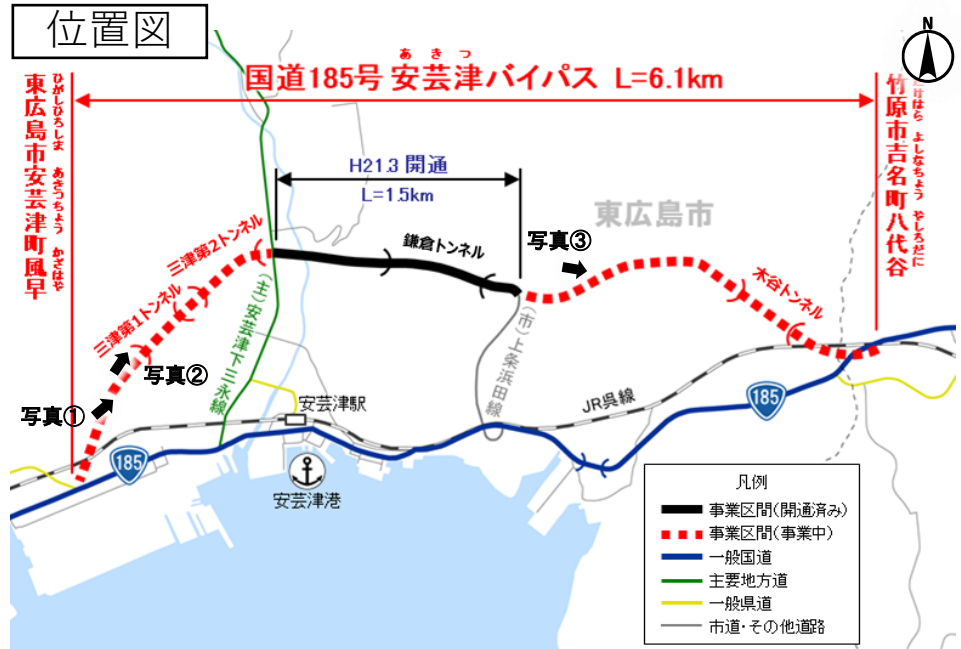 位置図
N
あきつ
国道185号 安芸津バイパス L=6.1km
ひがしひろしま あきつちょう かざはや
東広島市安芸津町風早
たけはら よしなちょう やしろだに
竹原市吉名町八代谷
H21.3 開通
L=1.5km
東広島市
写真③
鎌倉トンネル
三津第2トンネル
三津第1トンネル
木谷トンネル
(主)安芸津下三永線
(市)上条浜田線
写真②
写真①
安芸津駅
JR呉線
185
185
安芸津港
凡例
事業区間(開通済み)
事業区間(事業中)
一般国道
主要地方道
一般県道
市道・その他道路